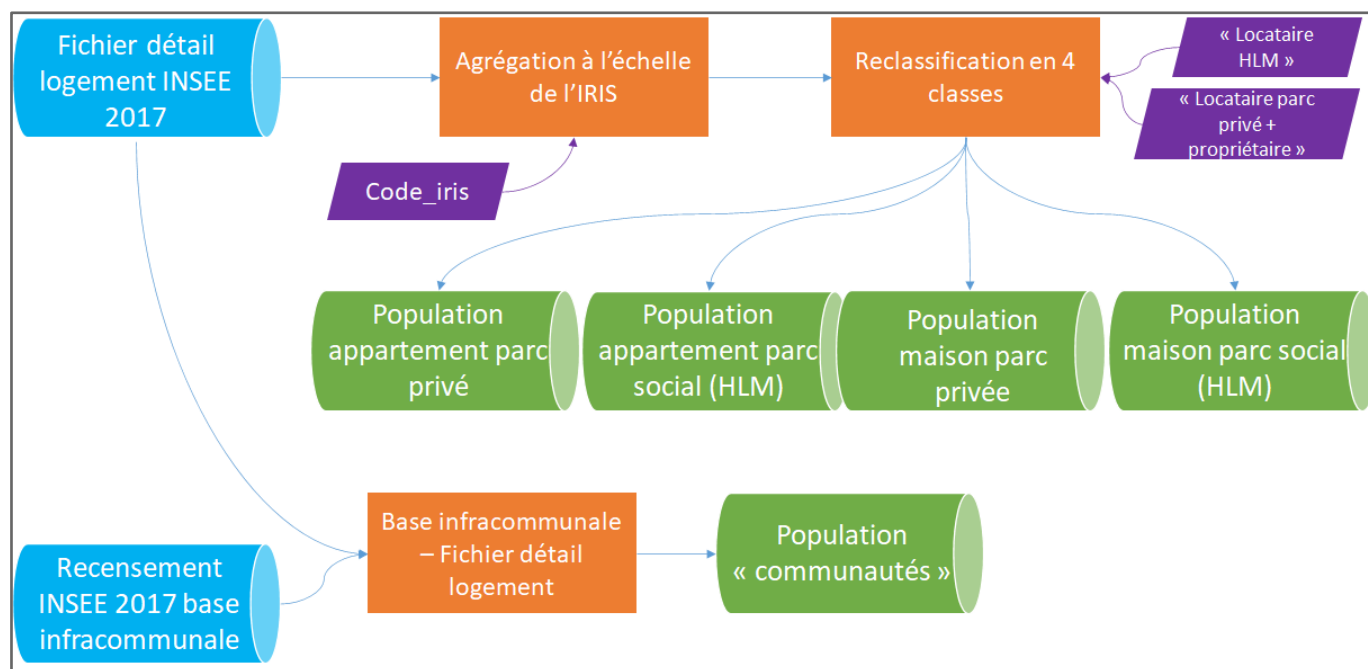 Fichier détail
logement INSEE
2017
Agrégation à l'échelle
de l'IRIS
Reclassification en 4
classes
« Locataire
HLM »
« Locataire parc
privé +
propriétaire »
Code_iris
Population
appartement parc
privé
Population
appartement parc
social (HLM)
Population
maison parc
privée
Population
maison parc social
(HLM)
Base infracommunale
– Fichier détail
logement
Population
« communautés »
Recensement
INSEE 2017 base
infracommunale